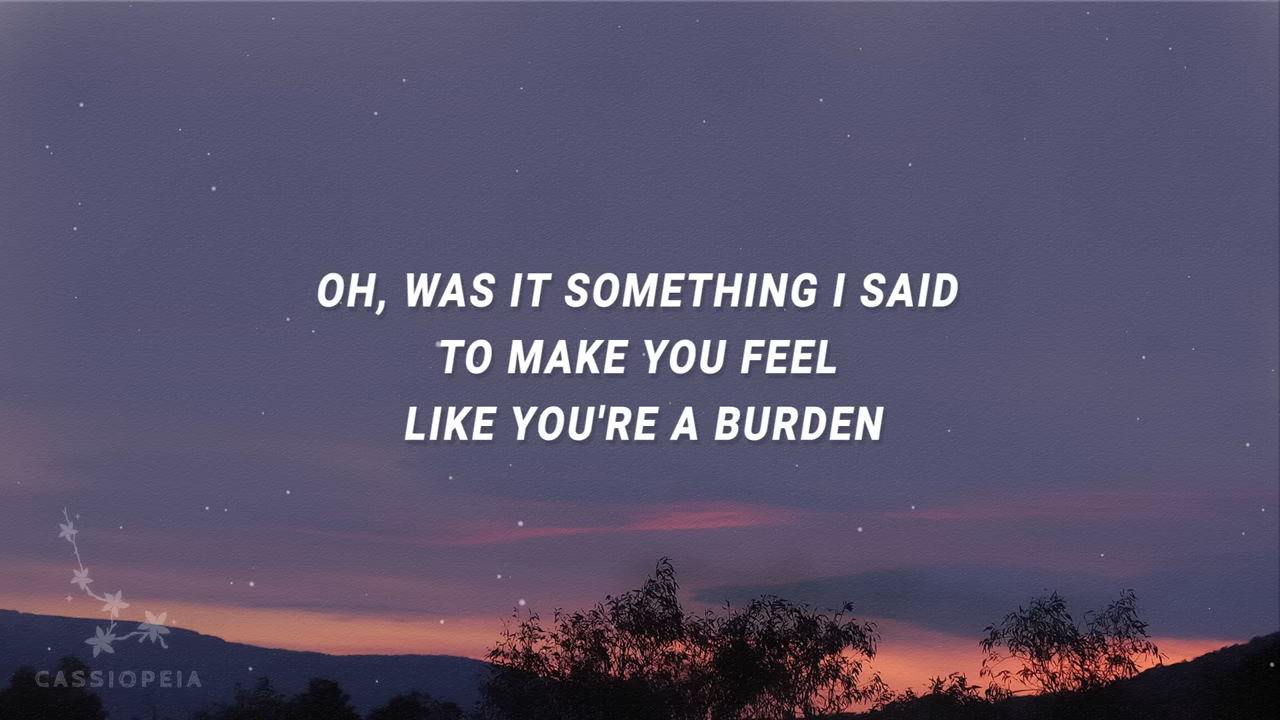 OH, WAS IT SOMETHING I SAID
TO MAKE YOU FEEL
LIKE YOU'RE A BURDEN
CASSIOPEIA